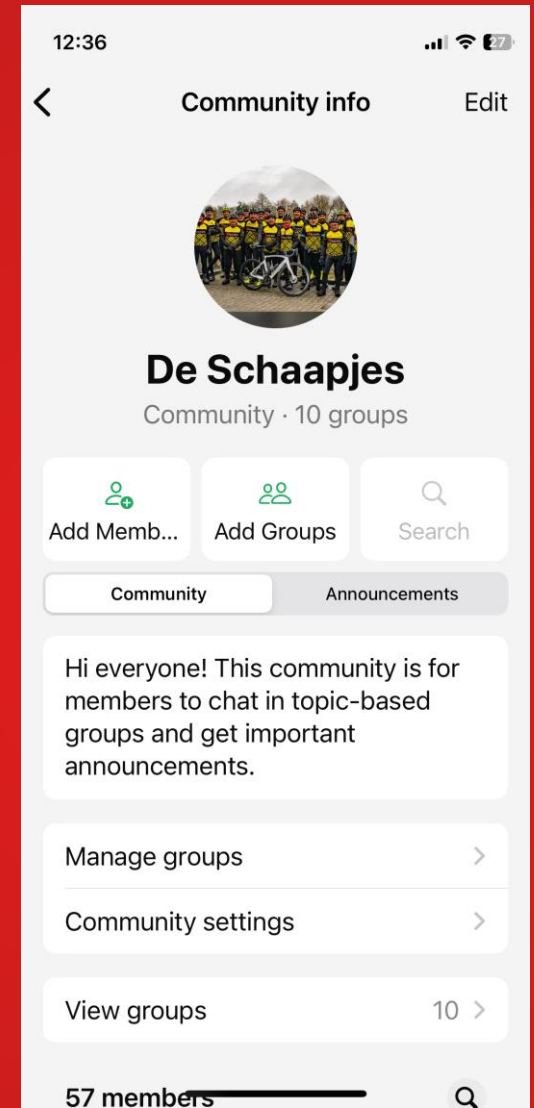 12:36
27
Community info
Edit
De Schaapjes
Community · 10 groups
Add Memb...
Add Groups
Search
Community
Announcements
Hi everyone! This community is for
members to chat in topic-based
groups and get important
announcements.
Manage groups
Community settings
View groups
10
57 members